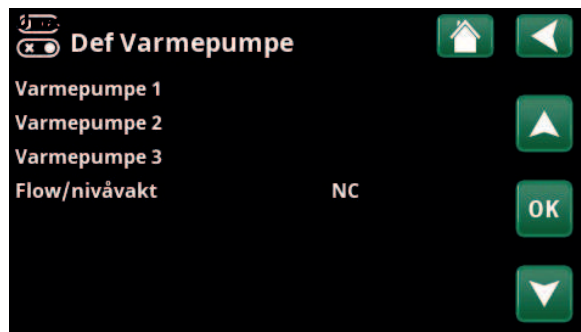 Def Varmepumpe
Varmepumpe 1
Varmepumpe 2
Varmepumpe 3
Flow/nivåvakt NC
OK